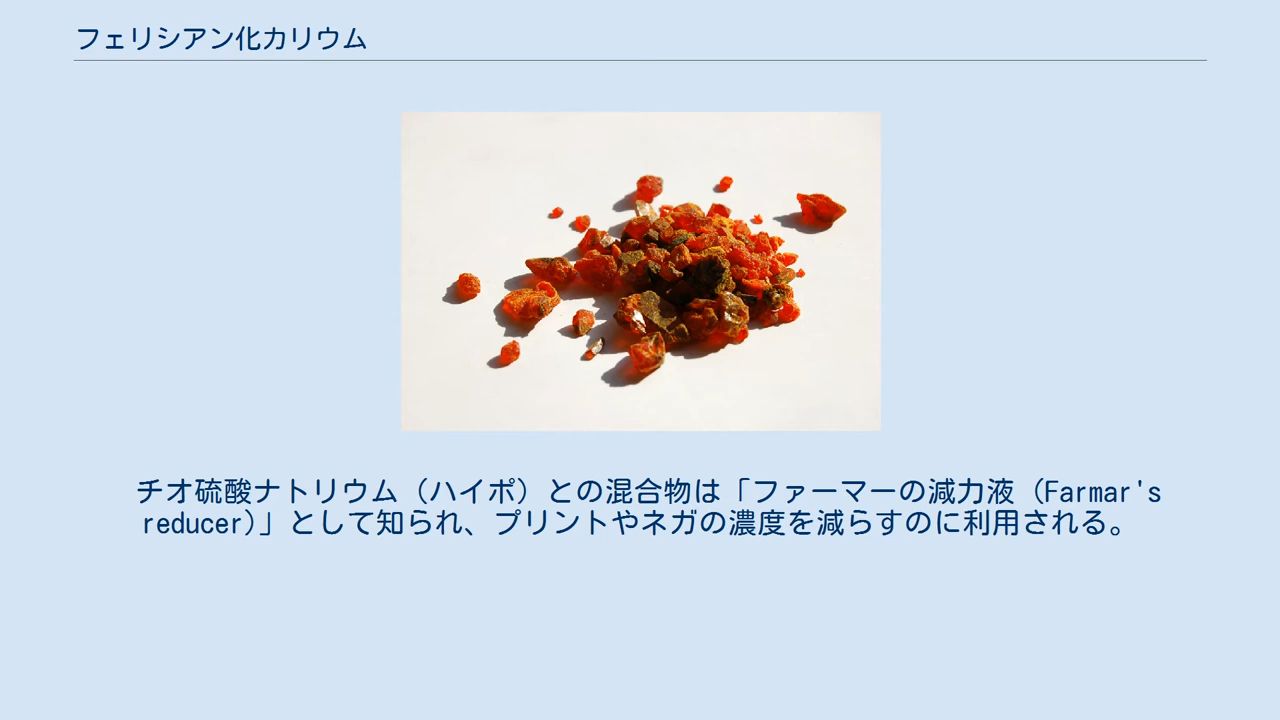 フェリシアン化カリウム
チオ硫酸ナトリウム（ハイポ）との混合物は「ファーマーの減力液（Farmar's
reducer)」として知られ、プリントやネガの濃度を減らすのに利用される。